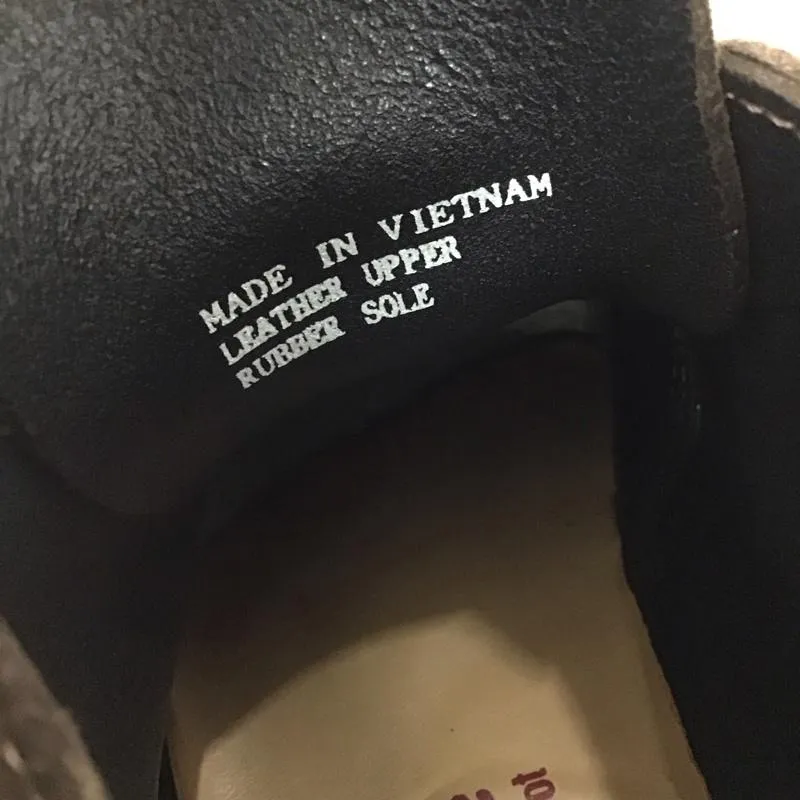 MADE IN VIETNAM
LEATHER UPPER
RUBBER SOLE